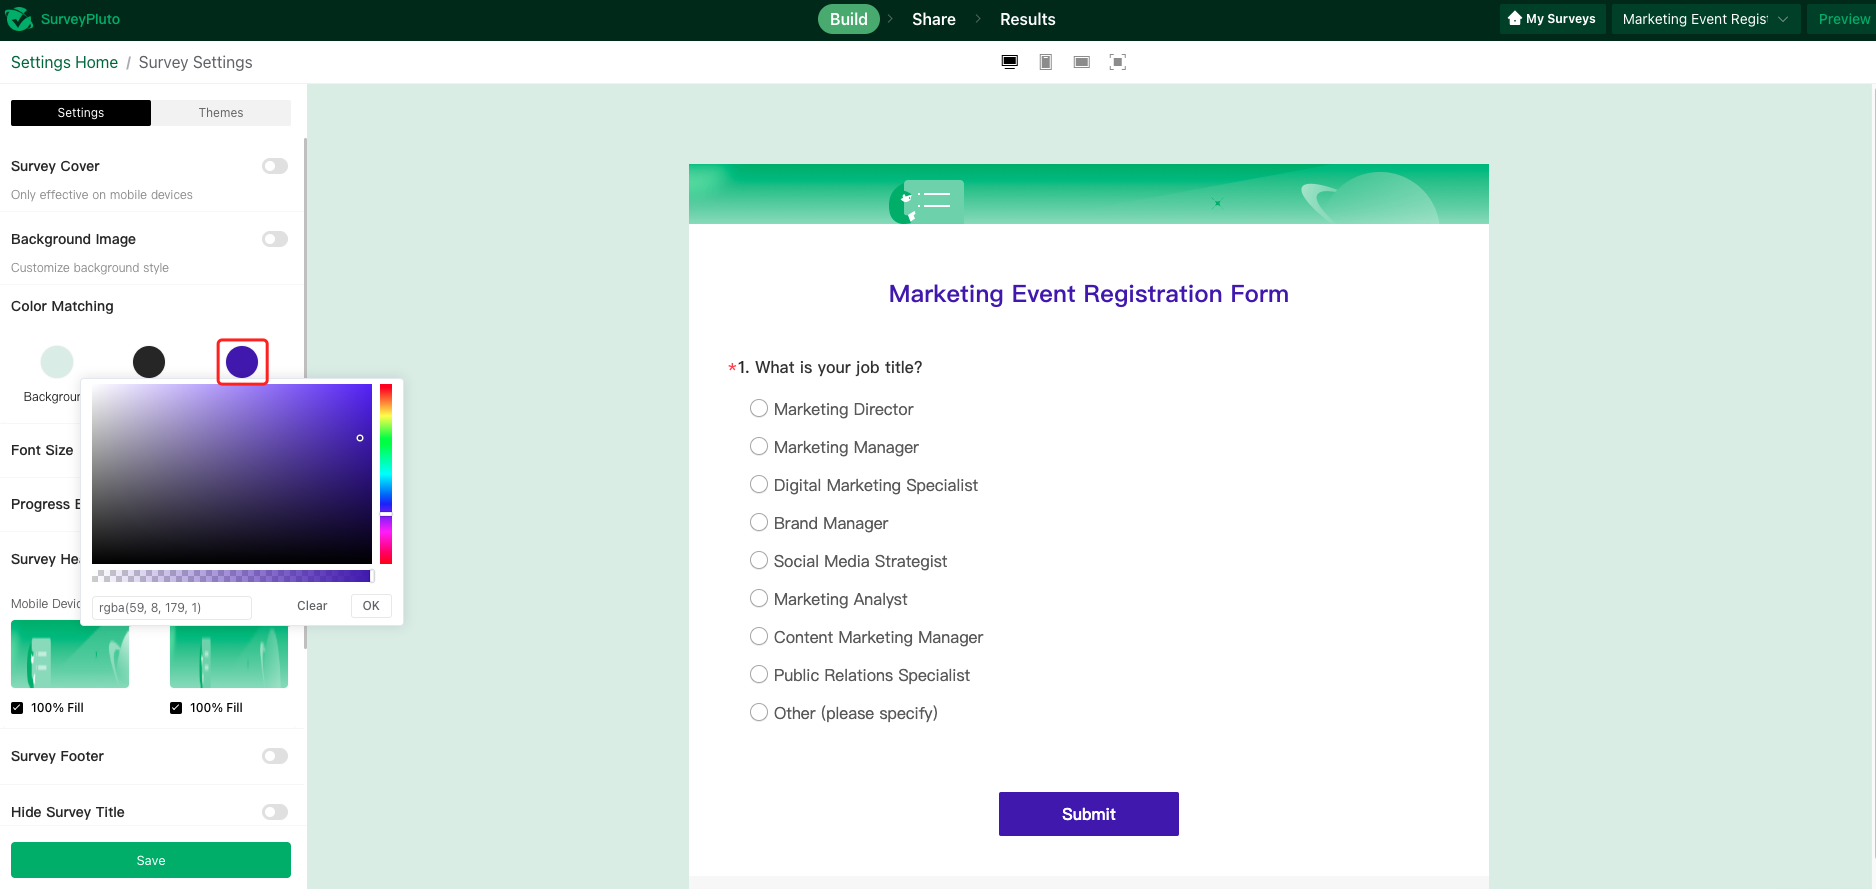 SurveyPluto
Build
Share
Results
My Surveys
Marketing Event Regist
Preview
Settings Home / Survey Settings
Settings
Themes
Survey Cover
Only effective on mobile devices
Background Image
Customize background style
Color Matching
Backgroun
Font Size
Progress B
Survey Hea
Mobile Devic
rgba(59, 8, 179, 1)
Clear
OK
100% Fill
100% Fill
Survey Footer
Hide Survey Title
Save
Marketing Event Registration Form
*1. What is your job title?
Marketing Director
Marketing Manager
Digital Marketing Specialist
Brand Manager
Social Media Strategist
Marketing Analyst
Content Marketing Manager
Public Relations Specialist
Other (please specify)
Submit